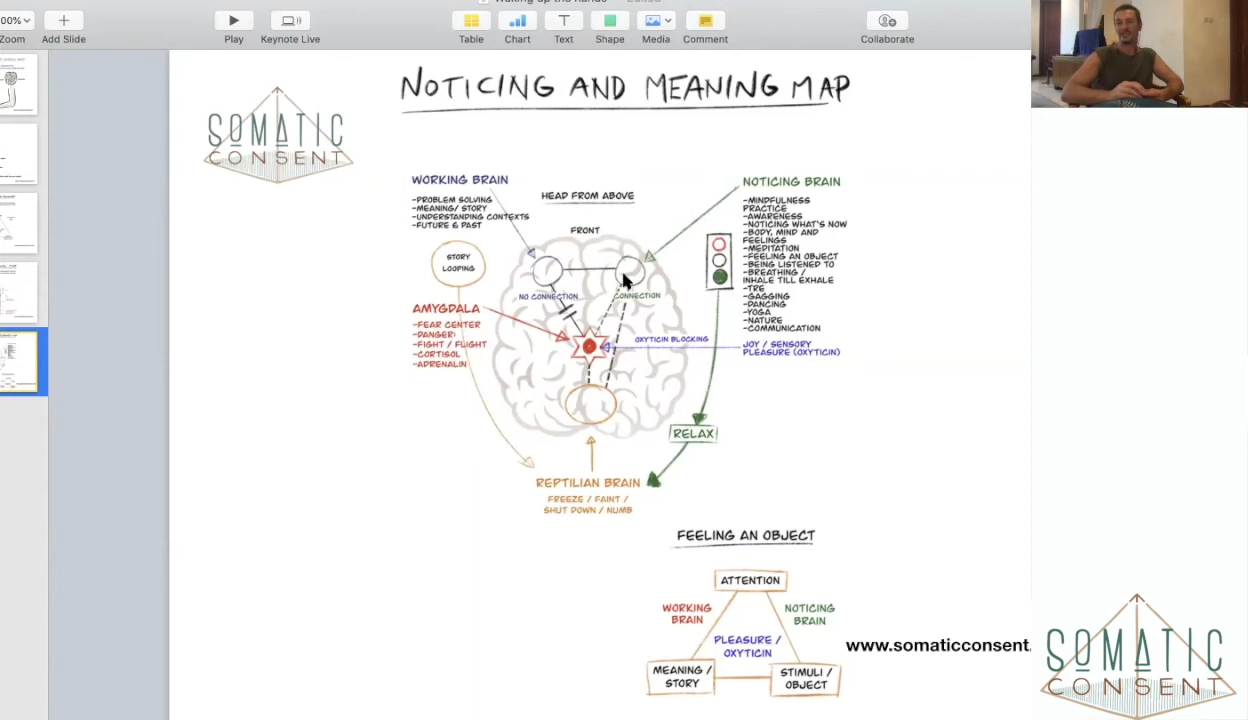 00%
Zoom
Add Slide
Play
Keynote Live
Table
Chart
Text
Shape
Media
Comment
Collaborate
NOTICING AND MEANING MAP
SOMATIC
CONSENT
WORKING BRAIN
-PROBLEM SOLVING
-MEANING/ STORY
-UNDERSTANDING CONTEXTS
-FUTURE & PAST
HEAD FROM ABOVE
FRONT
NOTICING BRAIN
-MINDFULNESS
PRACTICE
-AWARENESS
-NOTICING WHAT'S NOW
-BODY, MIND AND
FEELINGS
-MEDITATION
-FEELING AN OBJECT
-BEING LISTENED TO
-BREATHING /
INHALE TILL EXHALE
-TRE
-GAGGING
-DANCING
-YOGA
-NATURE
-COMMUNICATION
STORY
LOOPING
NO CONNECTION
CONNECTION
AMYGDALA
-FEAR CENTER
-DANGER:
-FIGHT / FLIGHT
-CORTISOL
-ADRENALIN
OXYTICIN BLOCKING
JOY / SENSORY
PLEASURE (OXYTICIN)
RELAX
REPTILIAN BRAIN
FREEZE / FAINT /
SHUT DOWN / NUMB
FEELING AN OBJECT
ATTENTION
WORKING
BRAIN
NOTICING
BRAIN
PLEASURE /
OXYTICIN
MEANING /
STORY
STIMULI /
OBJECT
www.somaticconsent.
SOMATIC
CONSENT